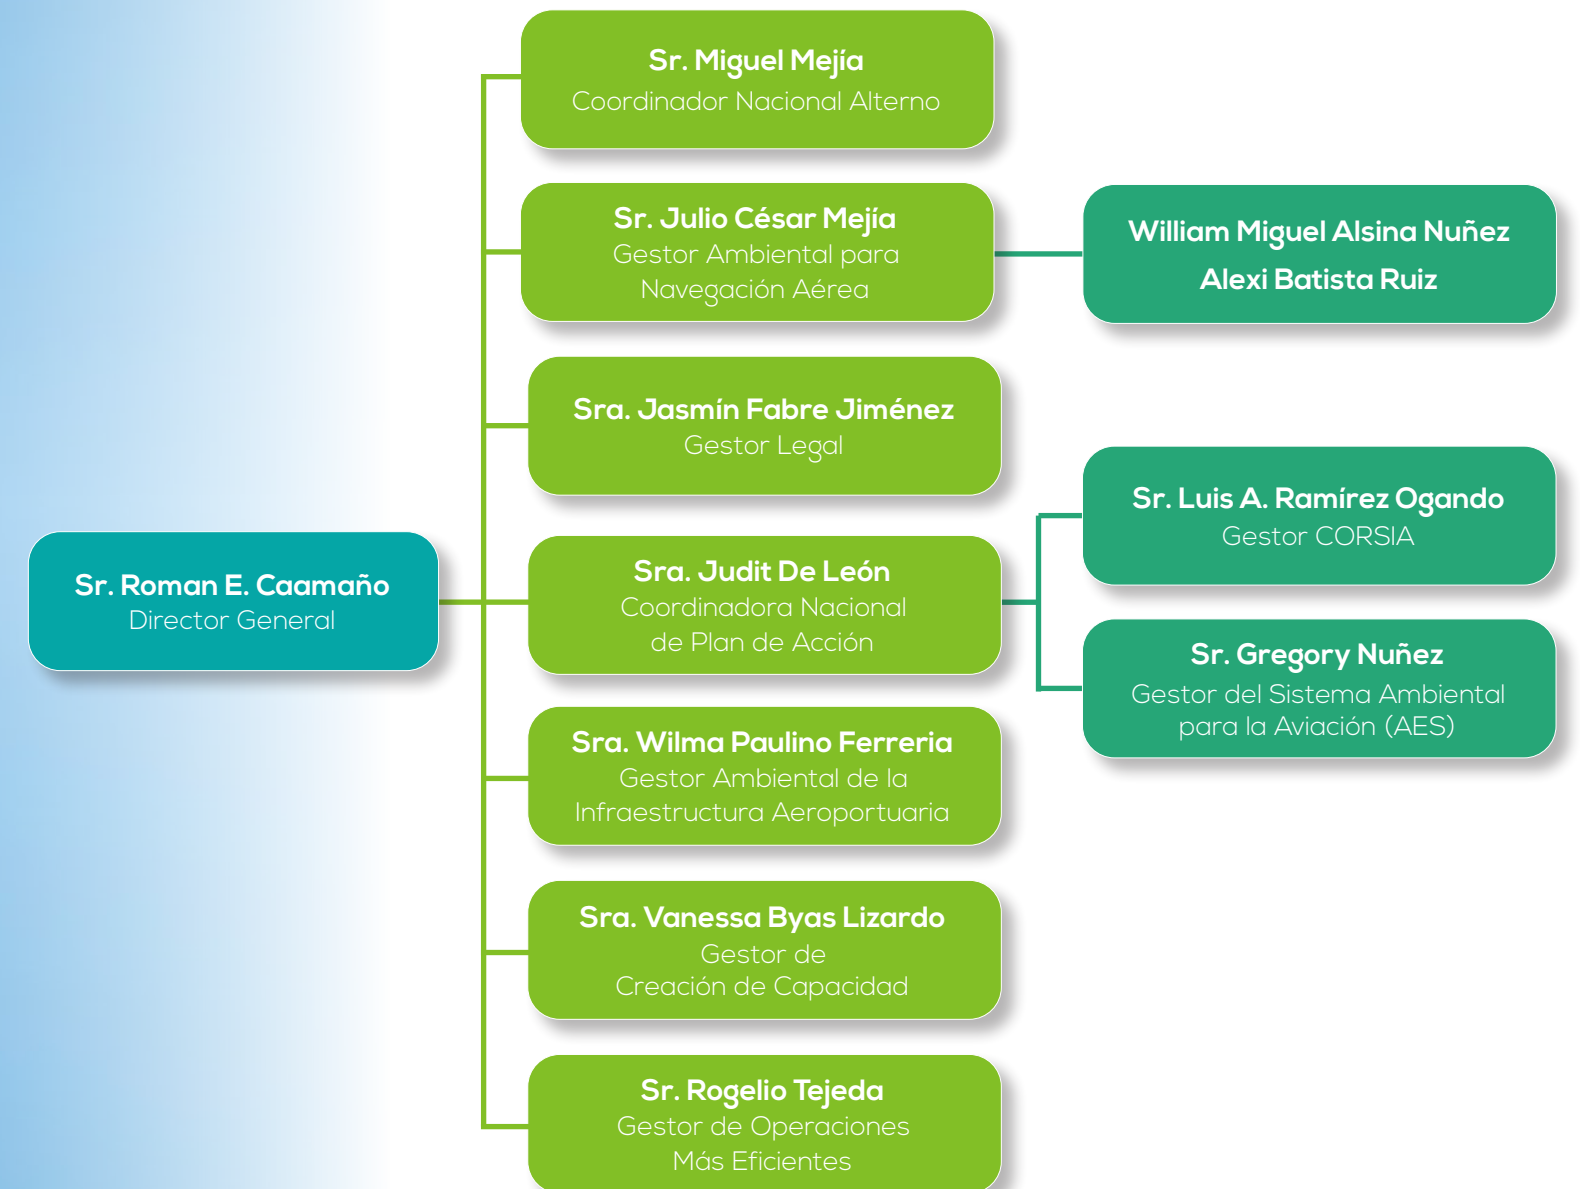 Sr. Miguel Mejía
Coordinador Nacional Alterno
Sr. Julio César Mejía
Gestor Ambiental para
Navegación Aérea
William Miguel Alsina Nuñez
Alexi Batista Ruiz
Sra. Jasmín Fabre Jiménez
Gestor Legal
Sr. Roman E. Caamaño
Director General
Sra. Judit De León
Coordinadora Nacional
de Plan de Acción
Sr. Luis A. Ramírez Ogando
Gestor CORSIA
Sr. Gregory Nuñez
Gestor del Sistema Ambiental
para la Aviación (AES)
Sra. Wilma Paulino Ferreria
Gestor Ambiental de la
Infraestructura Aeroportuaria
Sra. Vanessa Byas Lizardo
Gestor de
Creación de Capacidad
Sr. Rogelio Tejeda
Gestor de Operaciones
Más Eficientes